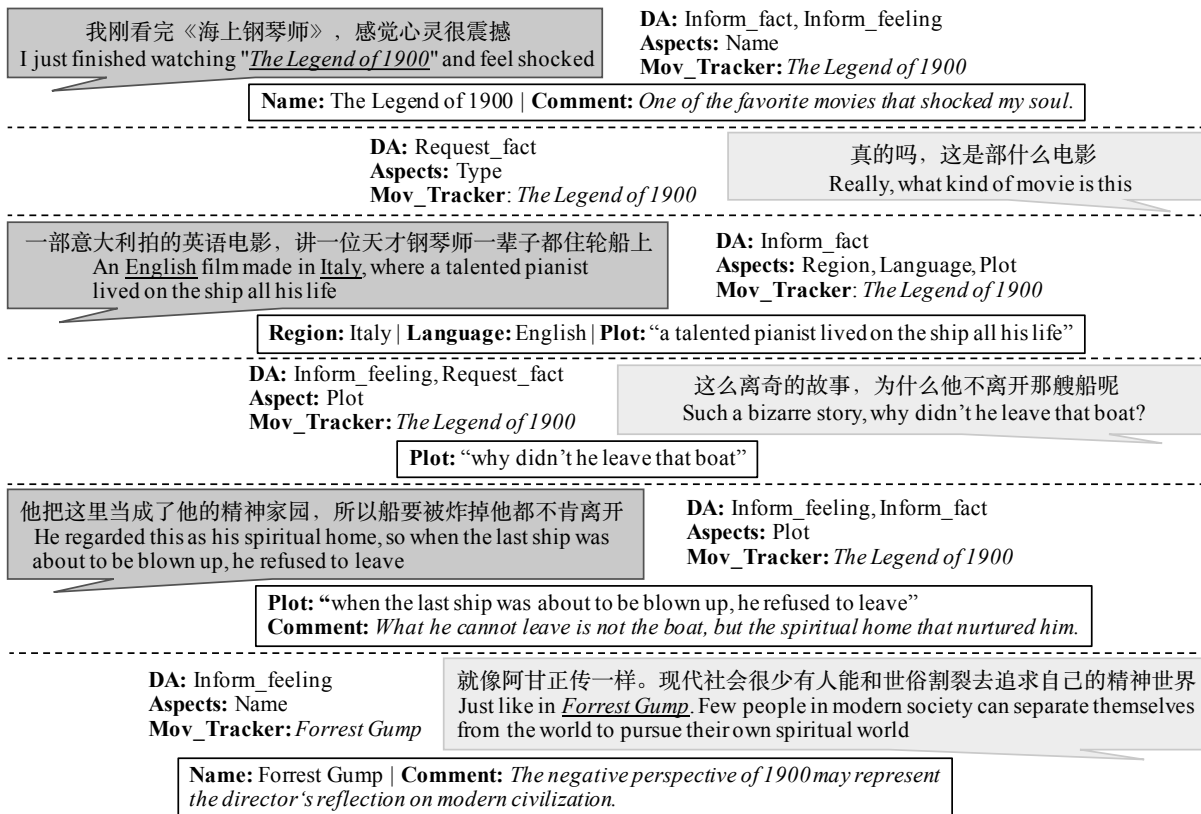 我刚看完《海上钢琴师》，感觉心灵很震撼
I just finished watching "The Legend of 1900" and feel shocked
DA: Inform_fact, Inform_feeling
Aspects: Name
Mov_Tracker: The Legend of 1900
Name: The Legend of 1900 | Comment: One of the favorite movies that shocked my soul.
DA: Request_fact
Aspects: Type
Mov_Tracker: The Legend of 1900
真的吗，这是部什么电影
Really, what kind of movie is this
一部意大利拍的英语电影，讲一位天才钢琴师一辈子都住轮船上
An English film made in Italy, where a talented pianist
lived on the ship all his life
DA: Inform_fact
Aspects: Region, Language, Plot
Mov_Tracker: The Legend of 1900
Region: Italy | Language: English | Plot: “a talented pianist lived on the ship all his life”
DA: Inform_feeling, Request_fact
Aspect: Plot
Mov_Tracker: The Legend of 1900
这么离奇的故事，为什么他不离开那艘船呢
Such a bizarre story, why didn’t he leave that boat?
Plot: “why didn’t he leave that boat”
他把这里当成了他的精神家园，所以船要被炸掉他都不肯离开
He regarded this as his spiritual home, so when the last ship was
about to be blown up, he refused to leave
DA: Inform_feeling, Inform_fact
Aspects: Plot
Mov_Tracker: The Legend of 1900
Plot: “when the last ship was about to be blown up, he refused to leave”
Comment: What he cannot leave is not the boat, but the spiritual home that nurtured him.
DA: Inform_feeling
Aspects: Name
Mov_Tracker: Forrest Gump
就像阿甘正传一样。现代社会很少有人能和世俗割裂去追求自己的精神世界
Just like in Forrest Gump. Few people in modern society can separate themselves
from the world to pursue their own spiritual world
Name: Forrest Gump | Comment: The negative perspective of 1900 may represent
the director‘s reflection on modern civilization.